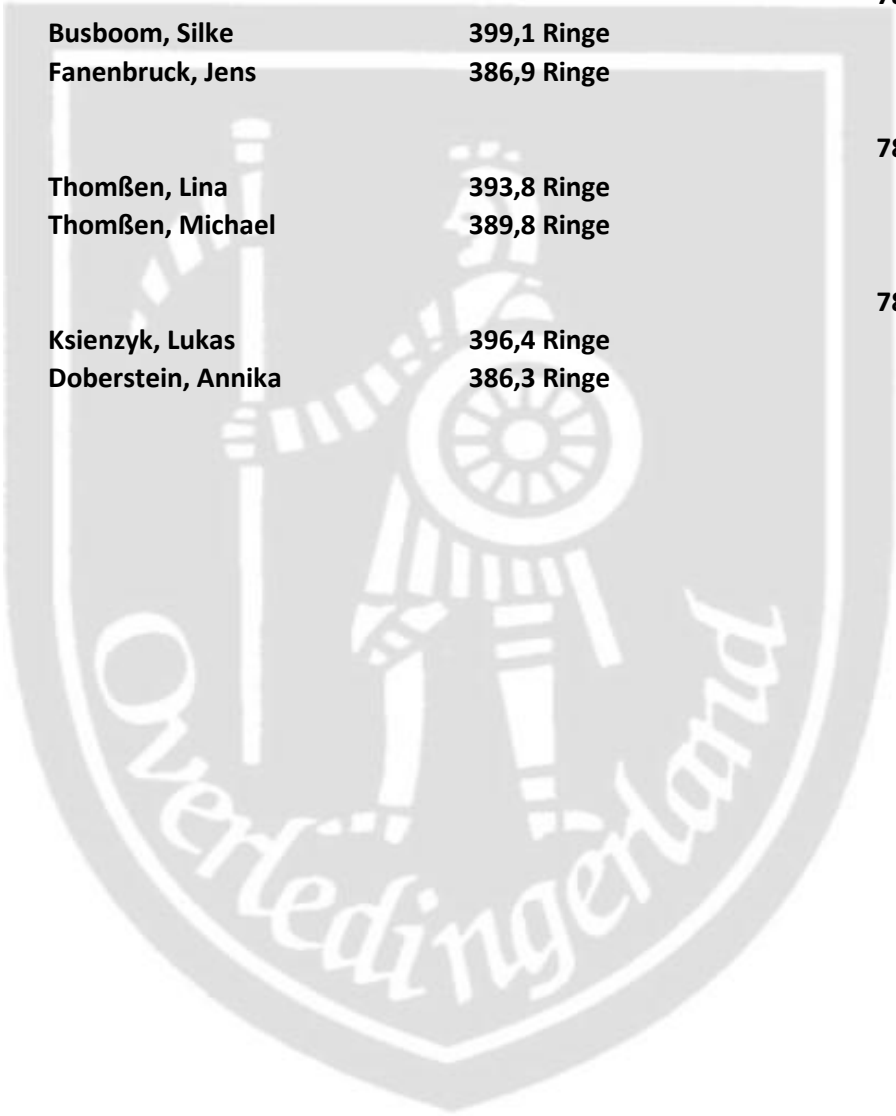 Busboom, Silke 399,1 Ringe
Fanenbruck, Jens 386,9 Ringe
Thomßen, Lina 393,8 Ringe
Thomßen, Michael 389,8 Ringe
Ksienzyk, Lukas 396,4 Ringe
Doberstein, Annika 386,3 Ringe
Overledingerland